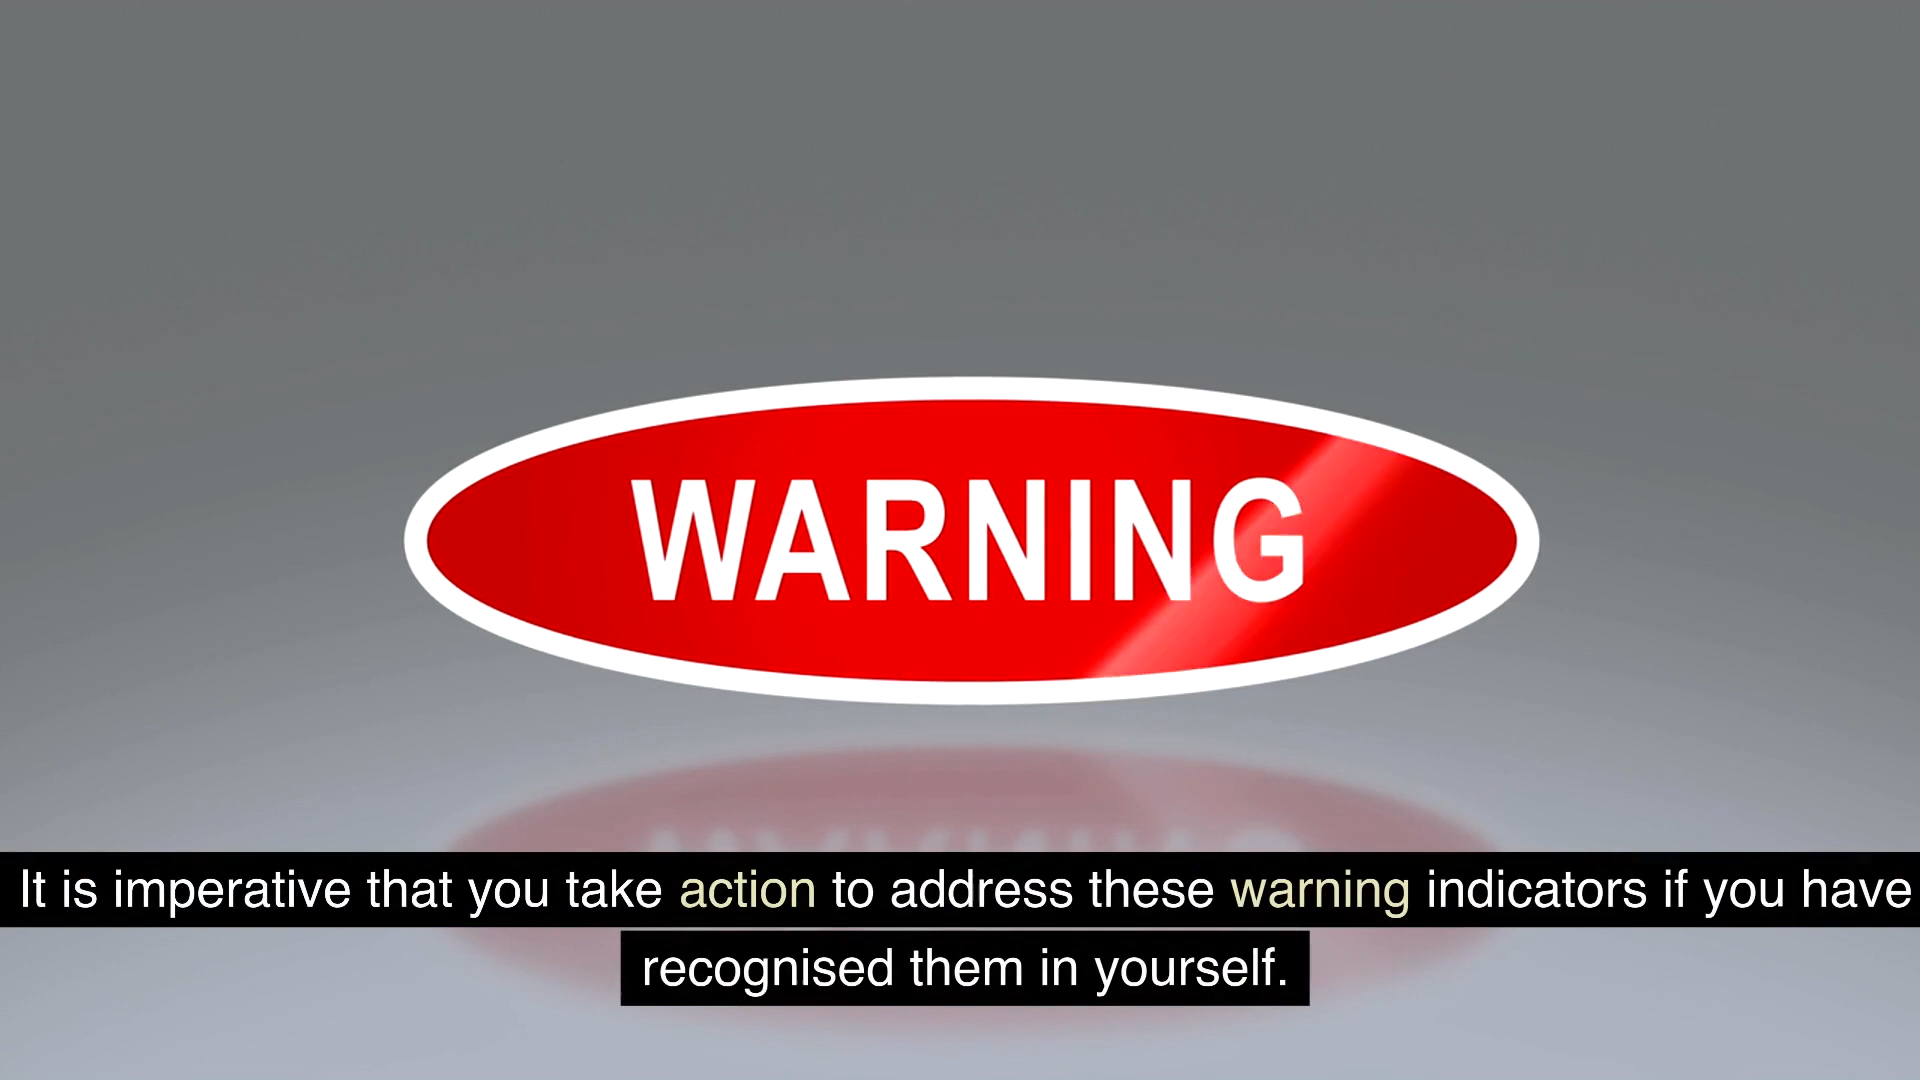 WARNING
It is imperative that you take action to address these warning indicators if you have
recognised them in yourself.